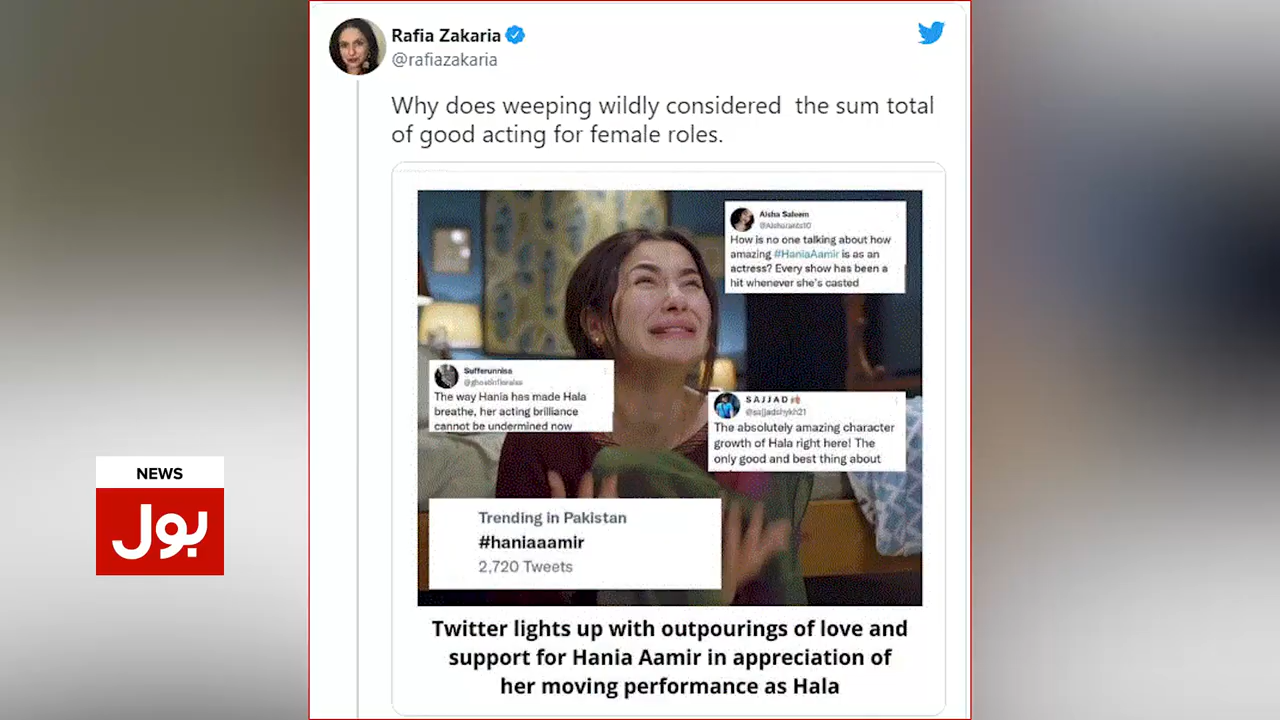 Rafia Zakaria
@rafiazakaria
Why does weeping wildly considered  the sum total
of good acting for female roles.
Aisha Saleem
How is no one talking about how
amazing #HaniaAamir is as an
actress? Every show has been a
hit whenever she's casted
Sufferunnisa
The way Hania has made Hala
breathe, her acting brilliance
cannot be undermined now
SAJJAD
@sajjadshykh21
The absolutely amazing character
growth of Hala right here! The
only good and best thing about
Trending in Pakistan
#haniaaamir
2,720 Tweets
Twitter lights up with outpourings of love and
support for Hania Aamir in appreciation of
her moving performance as Hala
NEWS
بول